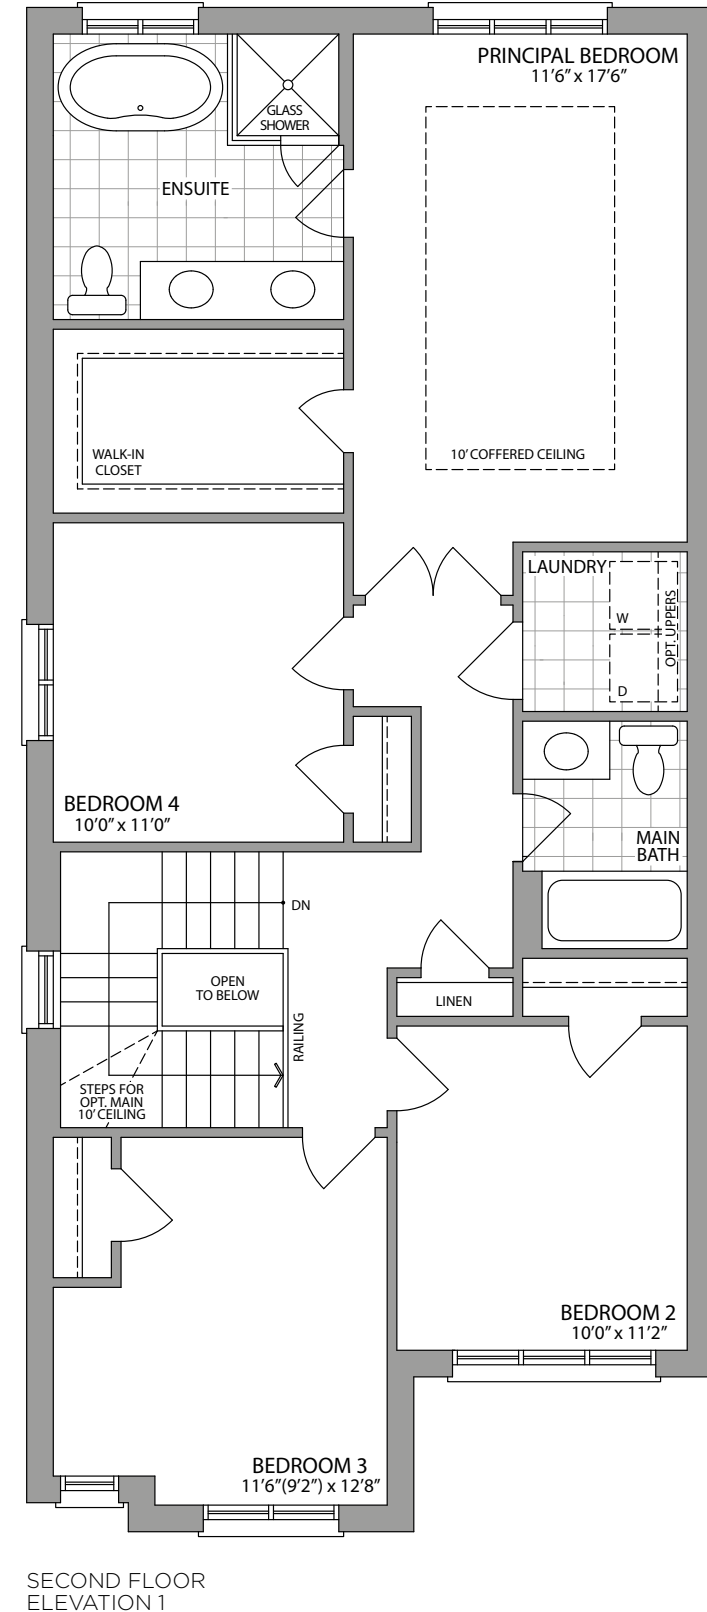 PRINCIPAL BEDROOM
11'6" x 17'6"
GLASS
SHOWER
ENSUITE
WALK-IN
CLOSET
10' COFFERED CEILING
LAUNDRY
W
D
OPT. UPPERS
BEDROOM 4
10'0" x 11'0"
MAIN
BATH
DN
OPEN
TO BELOW
RAILING
LINEN
STEPS FOR
OPT. MAIN
10' CEILING
BEDROOM 2
10'0" x 11'2"
BEDROOM 3
11'6"(9'2") x 12'8"
SECOND FLOOR
ELEVATION 1